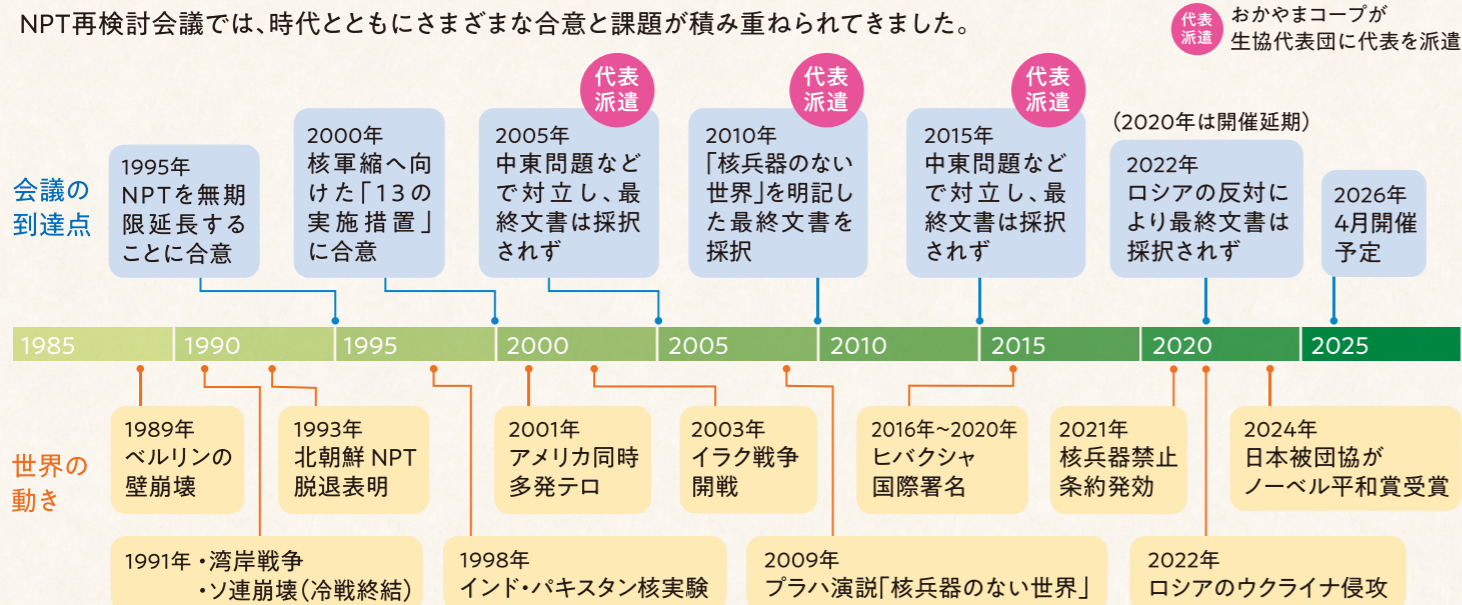 NPT再検討会議では、時代とともにさまざまな合意と課題が積み重ねられてきました。
代表
派遣
おかやまコープが
生協代表団に代表を派遣
会議の
到達点
1995年
NPTを無期
限延長する
ことに合意
2000年
核軍縮へ向
けた「13の
実施措置」
に合意
代表
派遣
2005年
中東問題など
で対立し、最
終文書は採択
されず
代表
派遣
2010年
「核兵器のない
世界」を明記し
た最終文書を
採択
代表
派遣
2015年
中東問題など
で対立し、最
終文書は採択
されず
(2020年は開催延期)
2022年
ロシアの反対に
より最終文書は
採択されず
2026年
4月開催
予定
1985 1990 1995 2000 2005 2010 2015 2020 2025
世界の
動き
1989年
ベルリンの
壁崩壊
1991年・湾岸戦争
・ソ連崩壊(冷戦終結)
1993年
北朝鮮NPT
脱退表明
1998年
インド・パキスタン核実験
2001年
アメリカ同時
多発テロ
2003年
イラク戦争
開戦
2009年
プラハ演説「核兵器のない世界」
2016年~2020年
ヒバクシャ
国際署名
2021年
核兵器禁止
条約発効
2022年
ロシアのウクライナ侵攻
2024年
日本被団協が
ノーベル平和賞受賞